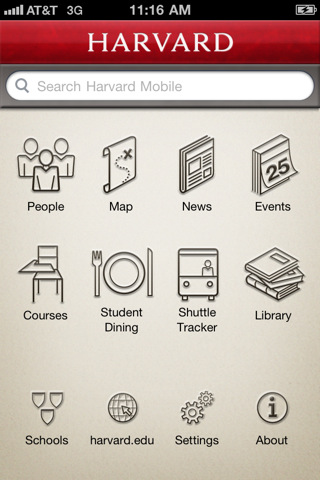 AT&T 3G 11:16 AM
HARVARD
Search Harvard Mobile
25
People Map News Events
Courses Student Dining Shuttle Tracker Library
Schools harvard.edu Settings About